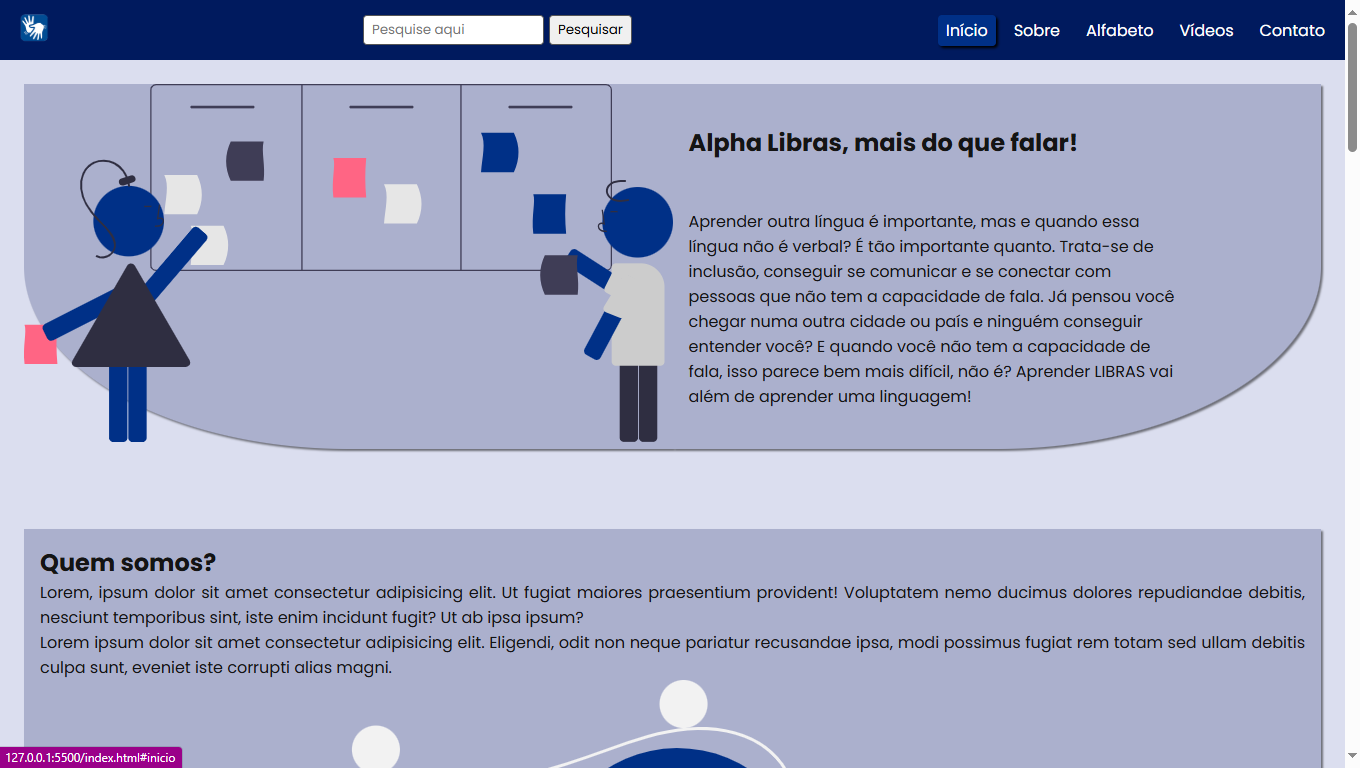 Pesquise aqui Pesquisar Início Sobre Alfabeto Vídeos Contato
Alpha Libras, mais do que falar!
Aprender outra língua é importante, mas e quando essa
língua não é verbal? É tão importante quanto. Trata-se de
inclusão, conseguir se comunicar e se conectar com
pessoas que não tem a capacidade de fala. Já pensou você
chegar numa outra cidade ou país e ninguém conseguir
entender você? E quando você não tem a capacidade de
fala, isso parece bem mais difícil, não é? Aprender LIBRAS vai
além de aprender uma linguagem!
Quem somos?
Lorem, ipsum dolor sit amet consectetur adipisicing elit. Ut fugiat maiores praesentium provident! Voluptatem nemo ducimus dolores repudiandae debitis,
nesciunt temporibus sint, iste enim incidunt fugit? Ut ab ipsa ipsum?
Lorem ipsum dolor sit amet consectetur adipisicing elit. Eligendi, odit non neque pariatur recusandae ipsa, modi possimus fugiat rem totam sed ullam debitis
culpa sunt, eveniet iste corrupti alias magni.
127.0.0.1:5500/index.html#inicio